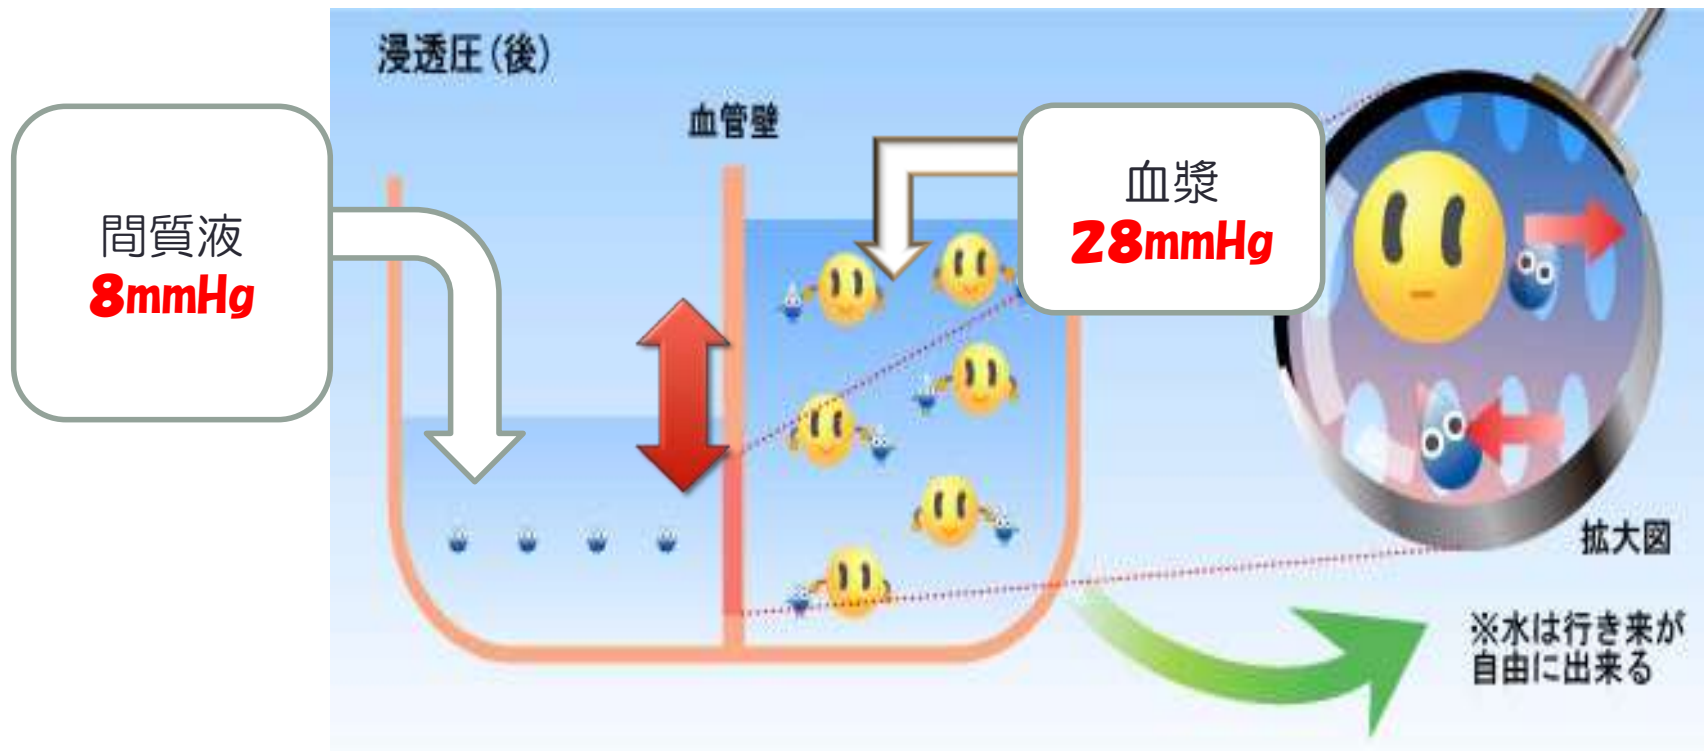 浸透圧(後)
血管壁
間質液
8mmHg
血漿
28mmHg
拡大図
※水は行き来が
自由に出来る